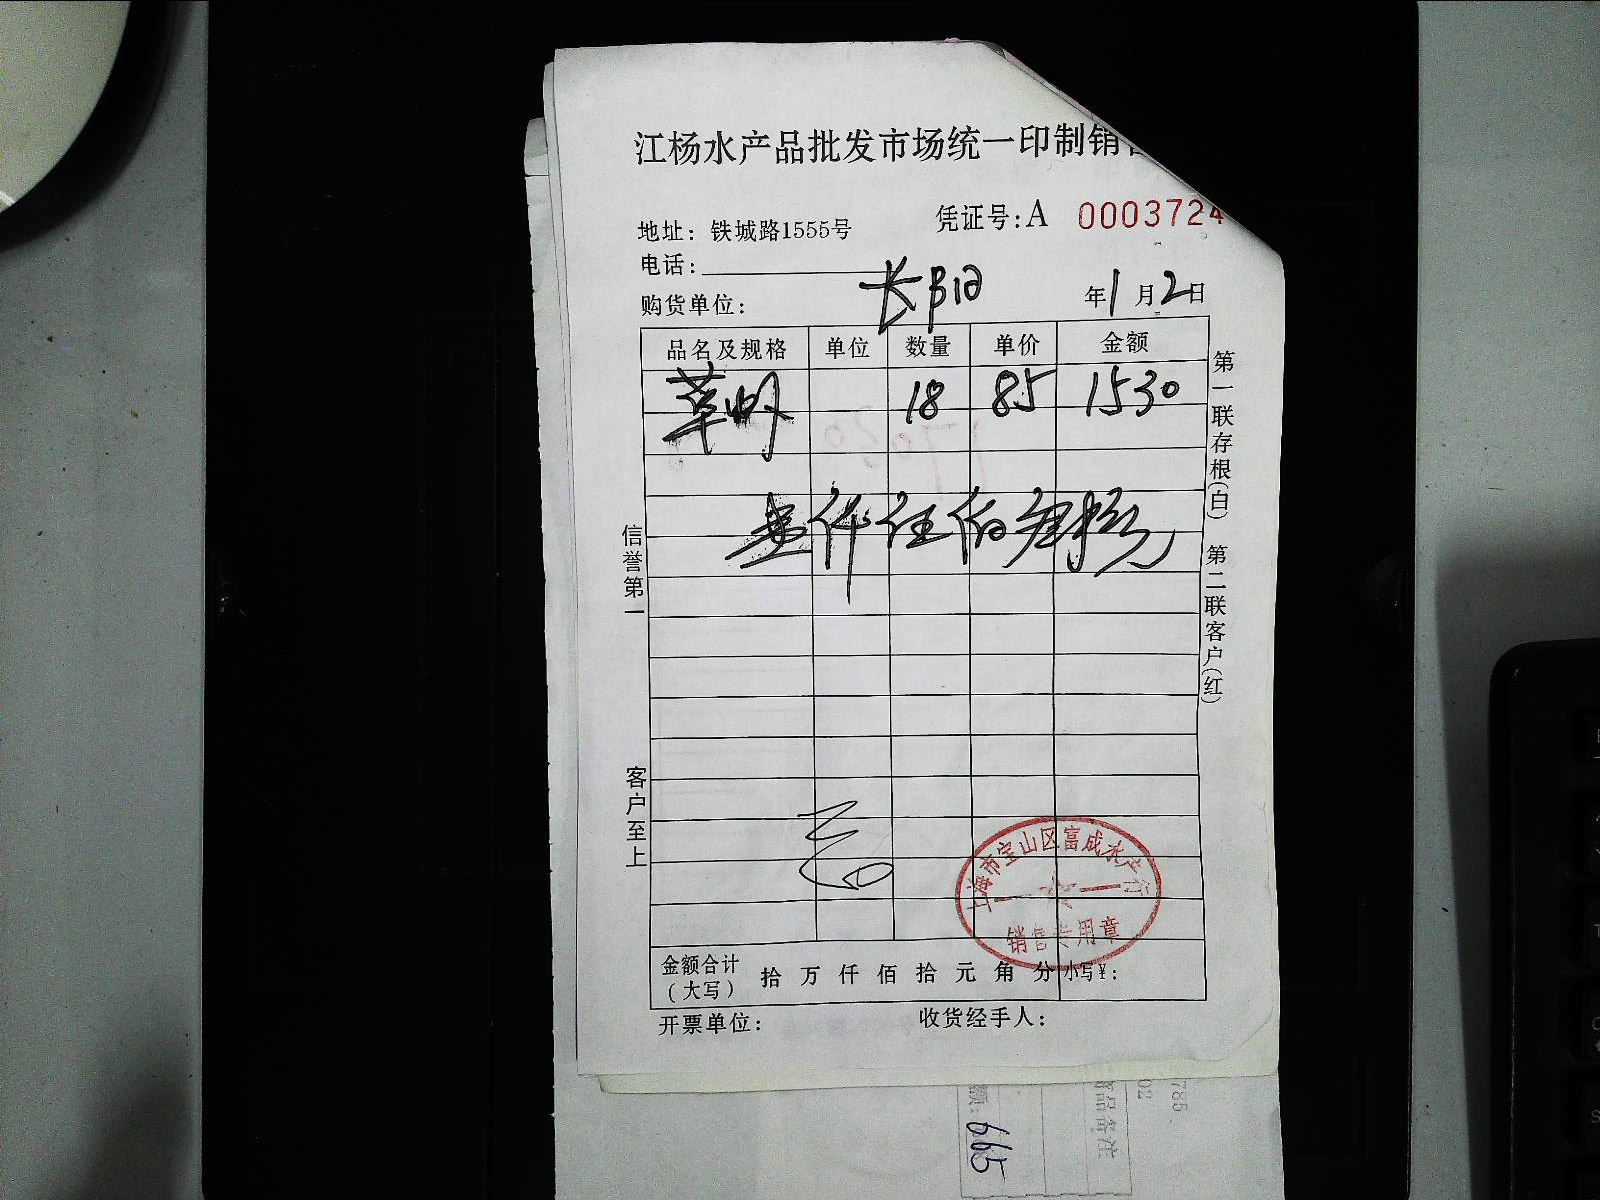 江杨水产品批发市场统一印制销售
凭证号:A 0003724
地址: 铁城路1555号
电话:
购货单位: 长阳 年1月2日
品名及规格 单位 数量 单价 金额
草虾 18 85 1530
壹仟伍佰叁拾元
第一联存根(白) 第二联客户(红)
信誉第一
客户至上
上海市宝山区富成水产行
销售专用章
金额合计(大写) 拾 万 仟 佰 拾 元 角 分 小写¥:
开票单位: 收货经手人:
665